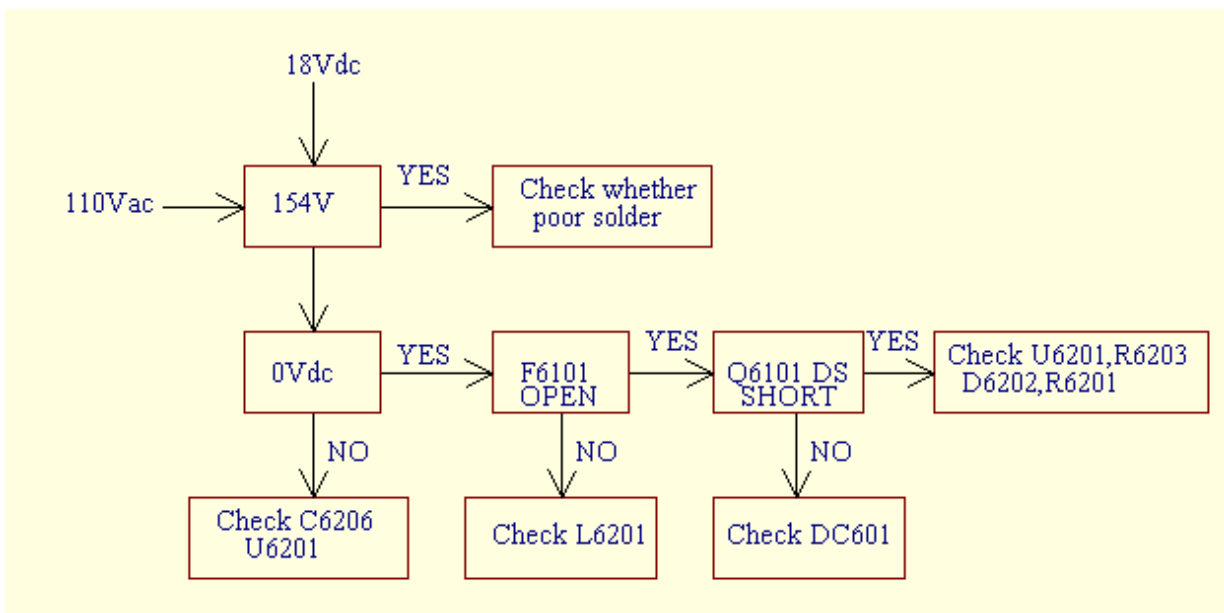 18Vdc
110Vac
154V
YES
Check whether
poor solder
0Vdc
YES
F6101
OPEN
YES
Q6101 DS
SHORT
YES
Check U6201,R6203
D6202,R6201
NO
NO
NO
Check C6206
U6201
Check L6201
Check DC601